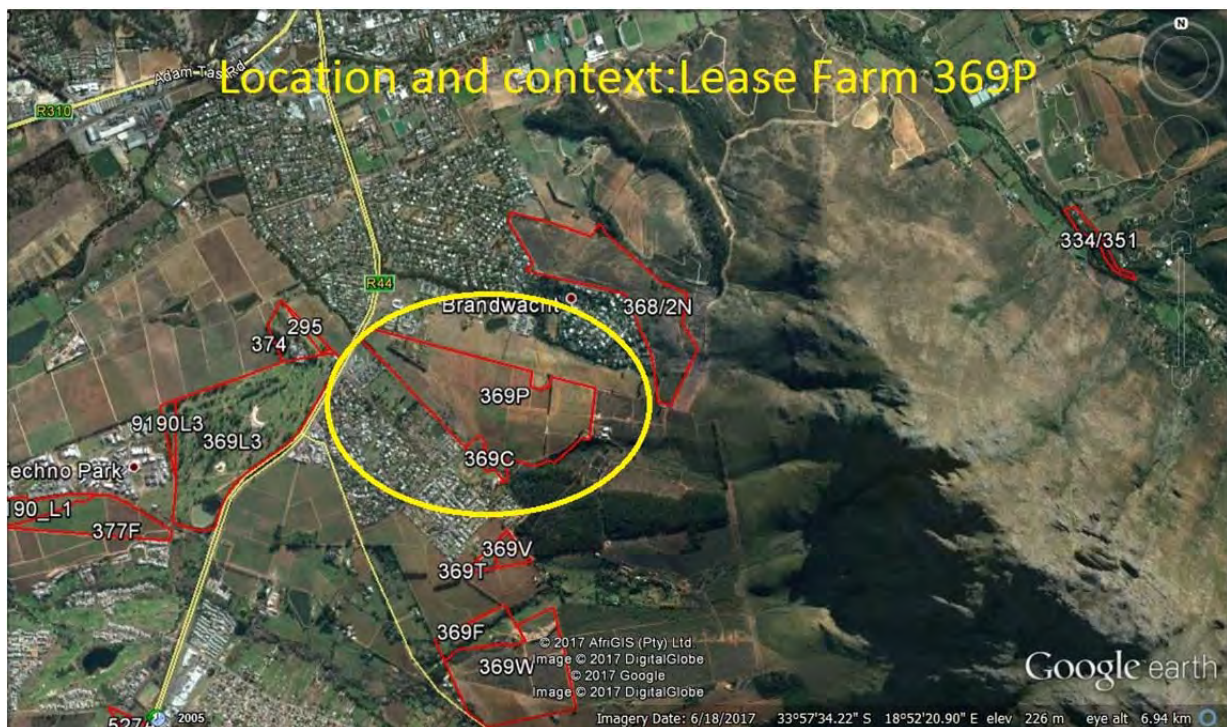 N
Adam Tas Rd
Location and context:Lease Farm 369P
R310
334/351
R44
Brandwacht
368/2N
295
374
369P
9190L3
369L3
369C
Techno Park
190_L1
377F
369V
369T
369F
© 2017 AfriGIS (Pty) Ltd.
Image © 2017 DigitalGlobe
369W
© 2017 Google
Image © 2017 DigitalGlobe
Google earth
2005
Imagery Date: 6/18/2017 33°57'34.22" S 18°52'20.90" E elev 226 m eye alt 6.94 km